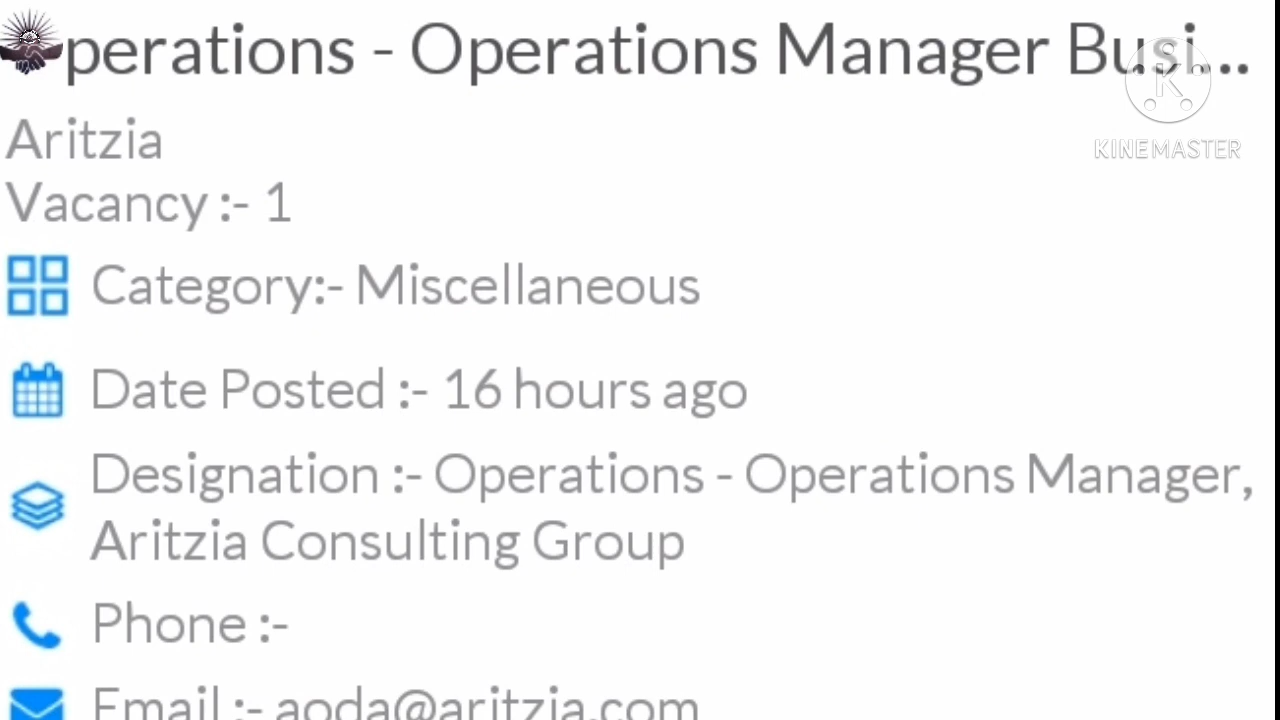 perations - Operations Manager Busi...
Aritzia
KINEMASTER
Vacancy :- 1
Category:- Miscellaneous
Date Posted :- 16 hours ago
Designation :- Operations - Operations Manager,
Aritzia Consulting Group
Phone :-
Email :- aoda@aritzia.com